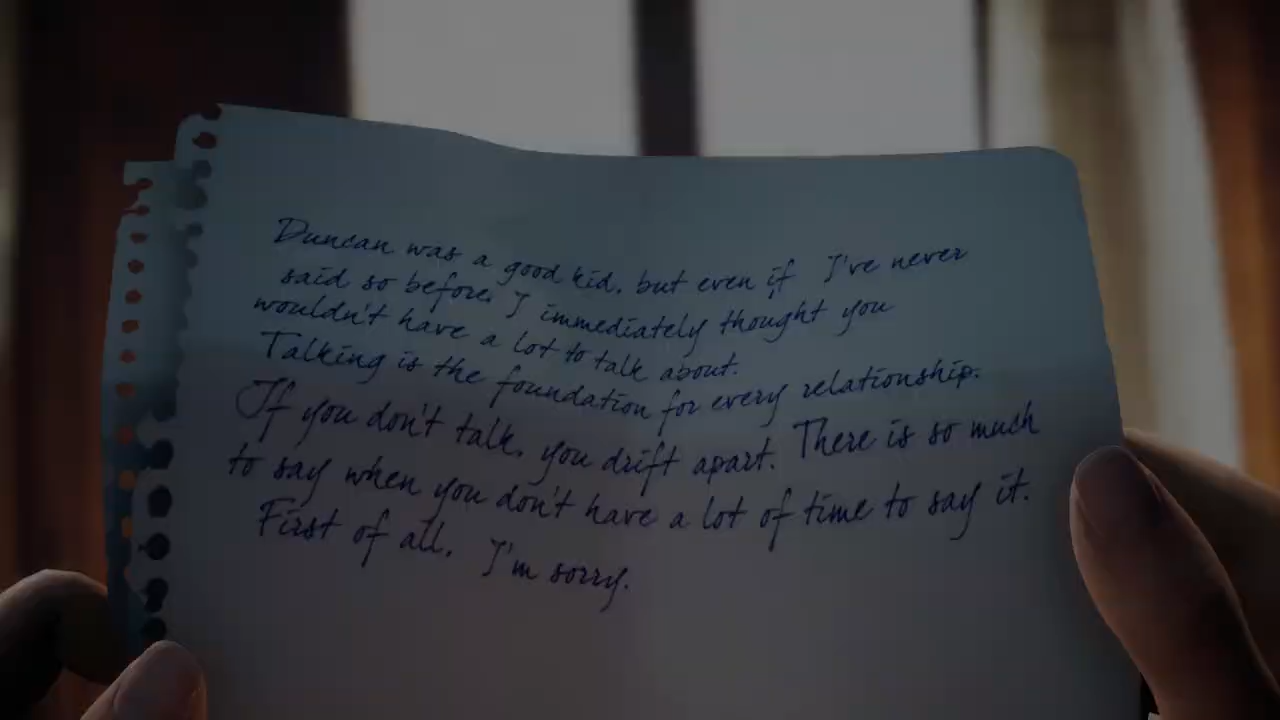 Duncan was a good kid, but even if I've never
said so before, I immediately thought you
wouldn't have a lot to talk about.
Talking is the foundation for every relationship.
If you don't talk, you drift apart. There is so much
to say when you don't have a lot of time to say it.
First of all, I'm sorry.